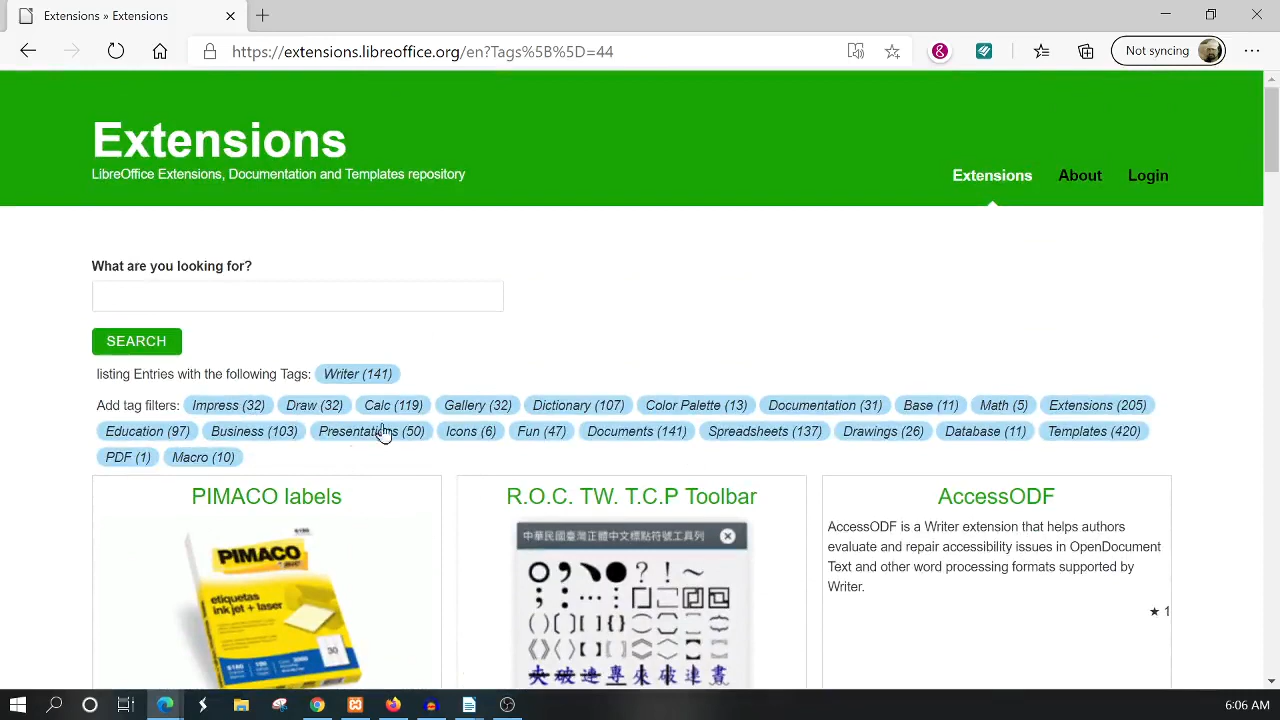 Extensions » Extensions
https://extensions.libreoffice.org/en?Tags%5B%5D=44
Not syncing
Extensions
LibreOffice Extensions, Documentation and Templates repository
Extensions About Login
What are you looking for?
SEARCH
listing Entries with the following Tags: Writer (141)
Add tag filters: Impress (32) Draw (32) Calc (119) Gallery (32) Dictionary (107) Color Palette (13) Documentation (31) Base (11) Math (5) Extensions (205)
Education (97) Business (103) Presentations (50) Icons (6) Fun (47) Documents (141) Spreadsheets (137) Drawings (26) Database (11) Templates (420)
PDF (1) Macro (10)
PIMACO labels
PIMACO
etiquetas
ink jet + laser
30
R.O.C. TW. T.C.P Toolbar
中華民國臺灣正體中文標點符號工具列
AccessODF
AccessODF is a Writer extension that helps authors
evaluate and repair accessibility issues in OpenDocument
Text and other word processing formats supported by
Writer.
★ 1
6:06 AM